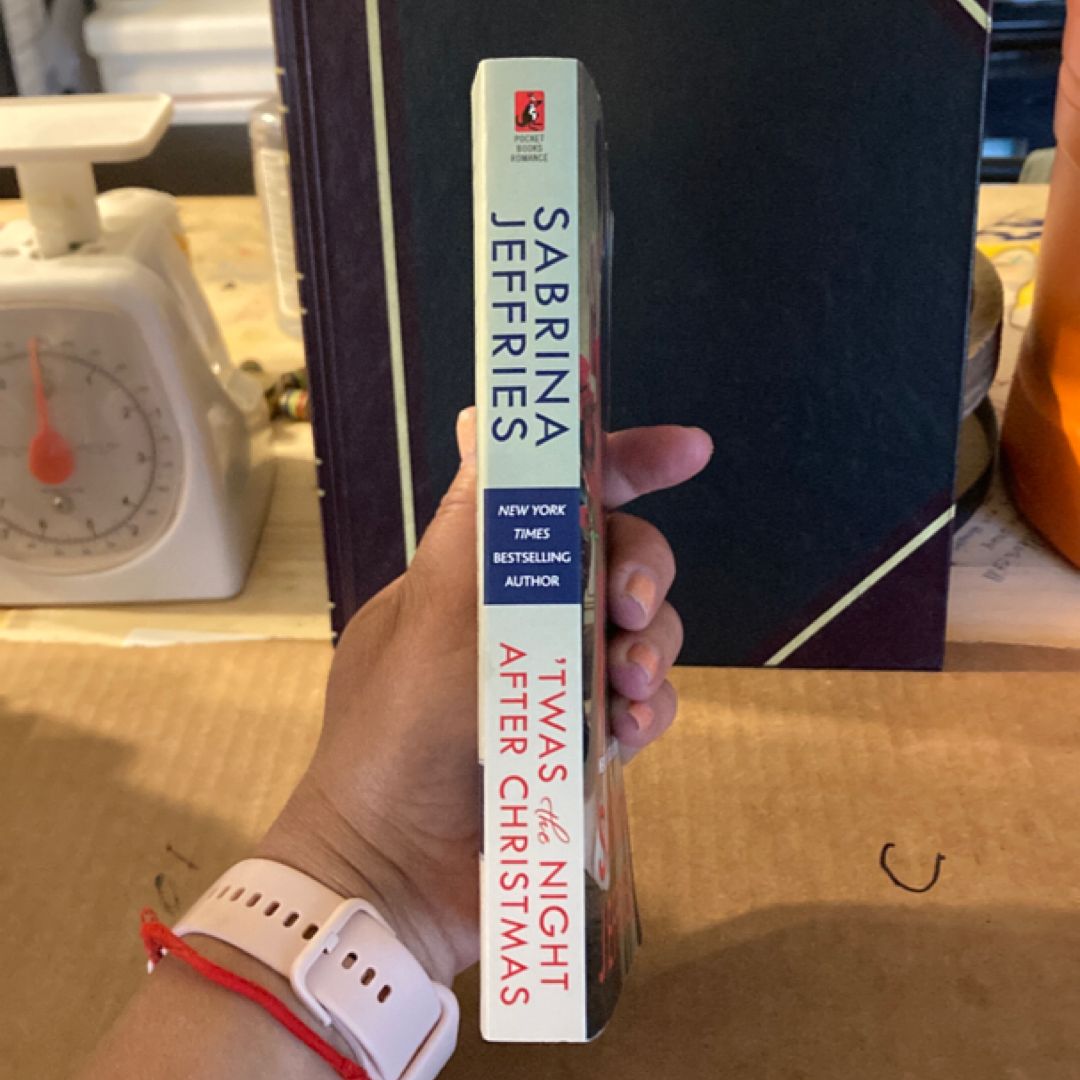 POCKET
BOOKS
ROMANCE
SABRINA
JEFFRIES
NEW YORK
TIMES
BESTSELLING
AUTHOR
'TWAS the NIGHT
AFTER CHRISTMAS